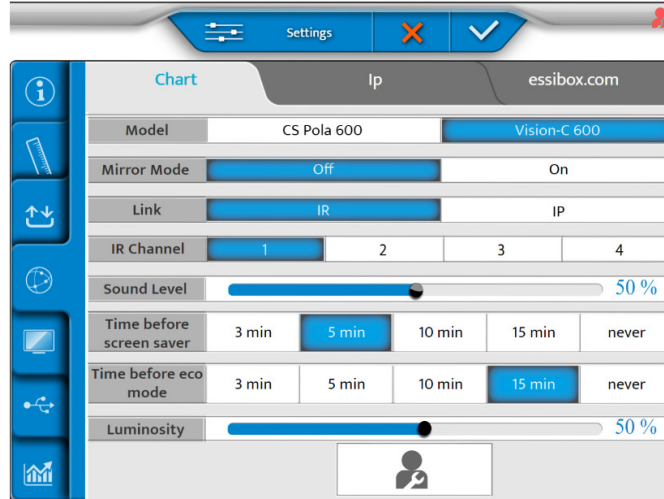 Settings
Chart Ip essibox.com
Model CS Pola 600 Vision-C 600
Mirror Mode Off On
Link IR IP
IR Channel 1 2 3 4
Sound Level 50 %
Time before
screen saver 3 min 5 min 10 min 15 min never
Time before eco
mode 3 min 5 min 10 min 15 min never
Luminosity 50 %